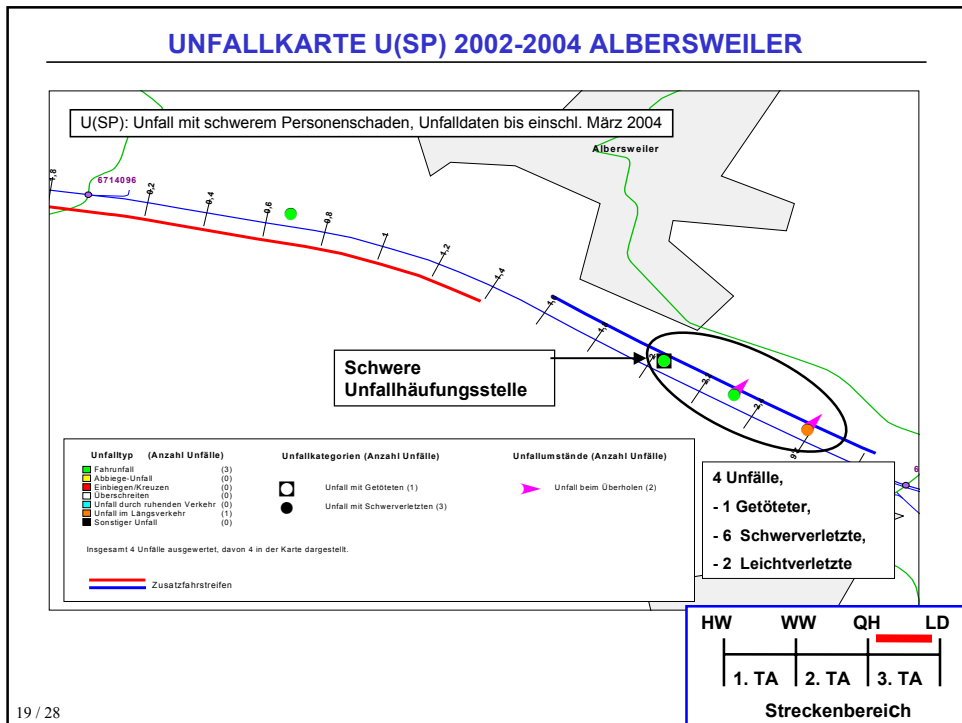 UNFALLKARTE U(SP) 2002-2004 ALBERSWEILER
U(SP): Unfall mit schwerem Personenschaden, Unfalldaten bis einschl. März 2004
Albersweiler
6714096
1,8
0,2
0,4
0,6
0,8
1
1,2
1,4
Schwere
Unfallhäufungsstelle
Unfalltyp (Anzahl Unfälle)
Fahrunfall (3)
Abbiege-Unfall (0)
Einbiegen/Kreuzen (0)
Überschreiten (0)
Unfall durch ruhenden Verkehr (0)
Unfall im Längsverkehr (1)
Sonstiger Unfall (0)
Unfallkategorien (Anzahl Unfälle)
Unfall mit Getöteten (1)
Unfall mit Schwerverletzten (3)
Unfallumstände (Anzahl Unfälle)
Unfall beim Überholen (2)
Insgesamt 4 Unfälle ausgewertet, davon 4 in der Karte dargestellt.
Zusatzfahrstreifen
6
4 Unfälle,
- 1 Getöteter,
- 6 Schwerverletzte,
- 2 Leichtverletzte
HW WW QH LD
1. TA 2. TA 3. TA
Streckenbereich
19 / 28